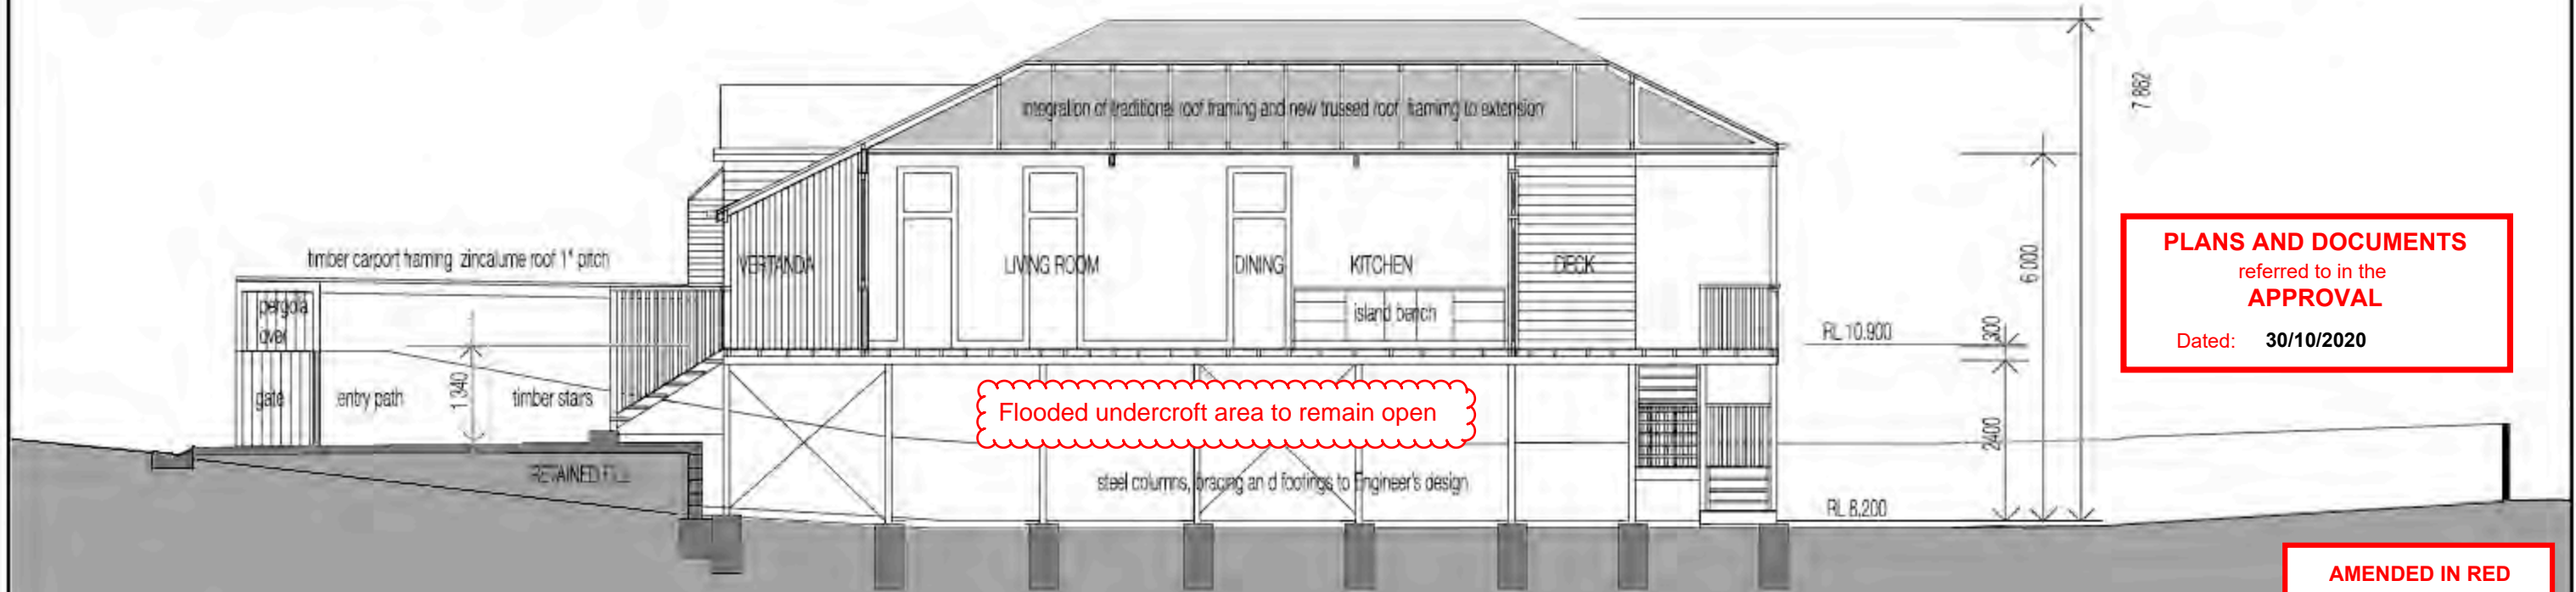 integration of traditional roof framing and new trussed roof framimg to extension
7 862
PLANS AND DOCUMENTS
referred to in the
APPROVAL
Dated: 30/10/2020
timber carport framing zincalume roof 1° pitch
VERTANDA
LIVING ROOM
DINING
KITCHEN
DECK
6 000
pergola
over
island bench
RL 10.900
300
gate
entry path
1 340
timber stairs
Flooded undercroft area to remain open
2400
RETAINED FILL
steel columns, bracing an d footings to Engineer's design
RL 8.200
AMENDED IN RED